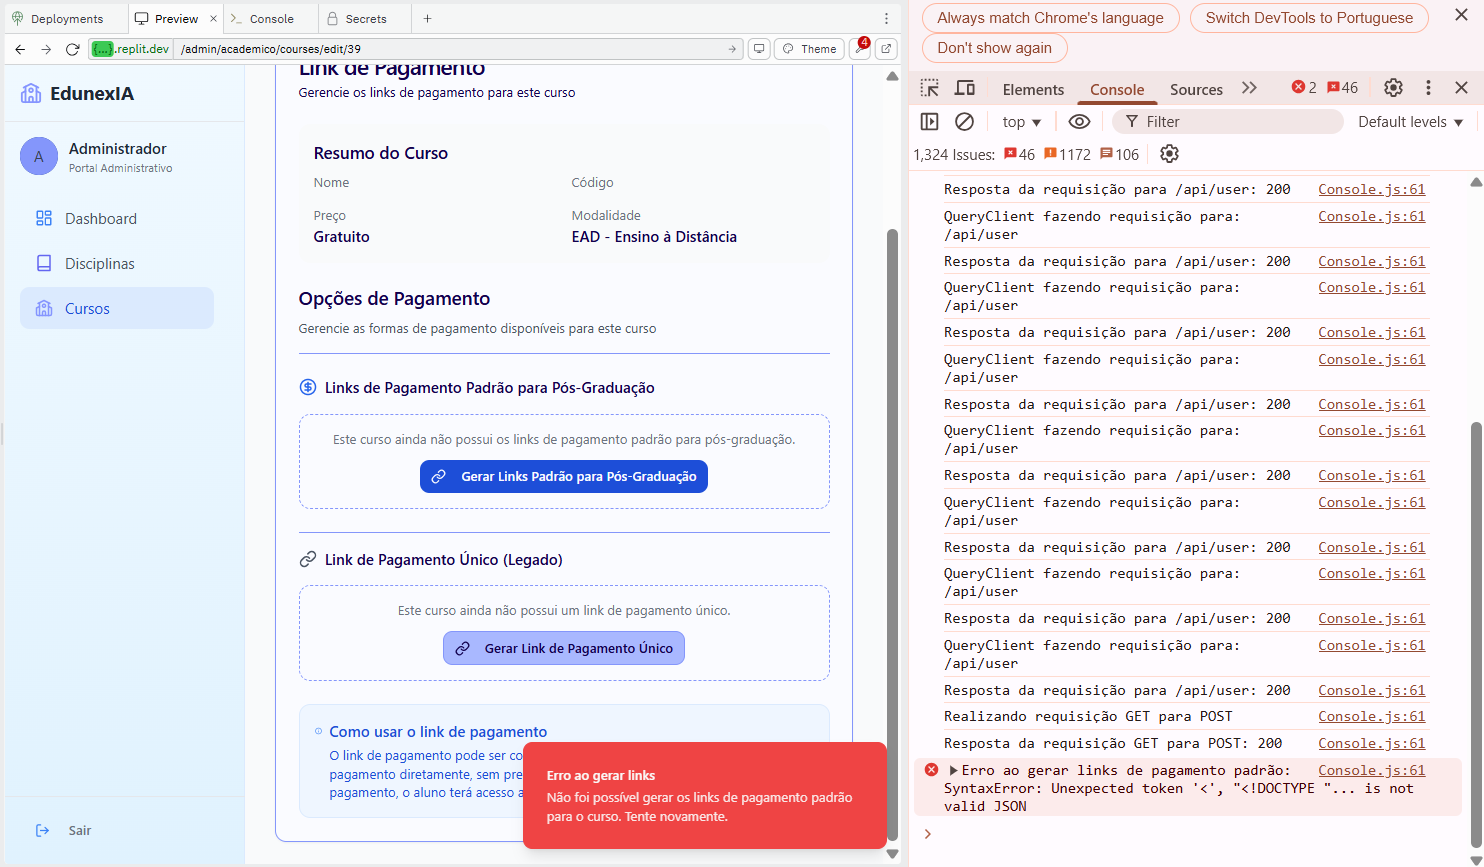 Deployments
Preview
Console
Secrets
{...}.replit.dev
/admin/academico/courses/edit/39
Theme
4
EdunexIA
A
Administrador
Portal Administrativo
Dashboard
Disciplinas
Cursos
Sair
Link de Pagamento
Gerencie os links de pagamento para este curso
Resumo do Curso
Nome
Código
Preço
Modalidade
Gratuito
EAD - Ensino à Distância
Opções de Pagamento
Gerencie as formas de pagamento disponíveis para este curso
Links de Pagamento Padrão para Pós-Graduação
Este curso ainda não possui os links de pagamento padrão para pós-graduação.
Gerar Links Padrão para Pós-Graduação
Link de Pagamento Único (Legado)
Este curso ainda não possui um link de pagamento único.
Gerar Link de Pagamento Único
Como usar o link de pagamento
O link de pagamento pode ser co
pagamento diretamente, sem pre
pagamento, o aluno terá acesso a
Erro ao gerar links
Não foi possível gerar os links de pagamento padrão
para o curso. Tente novamente.
Always match Chrome's language
Switch DevTools to Portuguese
Don't show again
Elements
Console
Sources
2
46
top
Filter
Default levels
1,324 Issues:
46
1172
106
Resposta da requisição para /api/user: 200 Console.js:61
QueryClient fazendo requisição para: Console.js:61
/api/user
Resposta da requisição para /api/user: 200 Console.js:61
QueryClient fazendo requisição para: Console.js:61
/api/user
Resposta da requisição para /api/user: 200 Console.js:61
QueryClient fazendo requisição para: Console.js:61
/api/user
Resposta da requisição para /api/user: 200 Console.js:61
QueryClient fazendo requisição para: Console.js:61
/api/user
Resposta da requisição para /api/user: 200 Console.js:61
QueryClient fazendo requisição para: Console.js:61
/api/user
Resposta da requisição para /api/user: 200 Console.js:61
QueryClient fazendo requisição para: Console.js:61
/api/user
Resposta da requisição para /api/user: 200 Console.js:61
QueryClient fazendo requisição para: Console.js:61
/api/user
Resposta da requisição para /api/user: 200 Console.js:61
Realizando requisição GET para POST Console.js:61
Resposta da requisição GET para POST: 200 Console.js:61
Erro ao gerar links de pagamento padrão: Console.js:61
SyntaxError: Unexpected token '<', "<!DOCTYPE "... is not
valid JSON